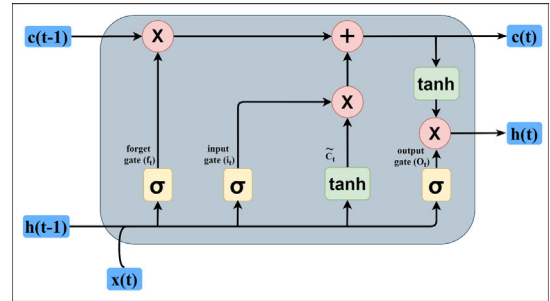 c(t-1)
X
+
c(t)
tanh
X
X
h(t)
forget
gate (fₜ)
input
gate (iₜ)
C̃ₜ
output
gate (Oₜ)
σ
σ
tanh
σ
h(t-1)
x(t)